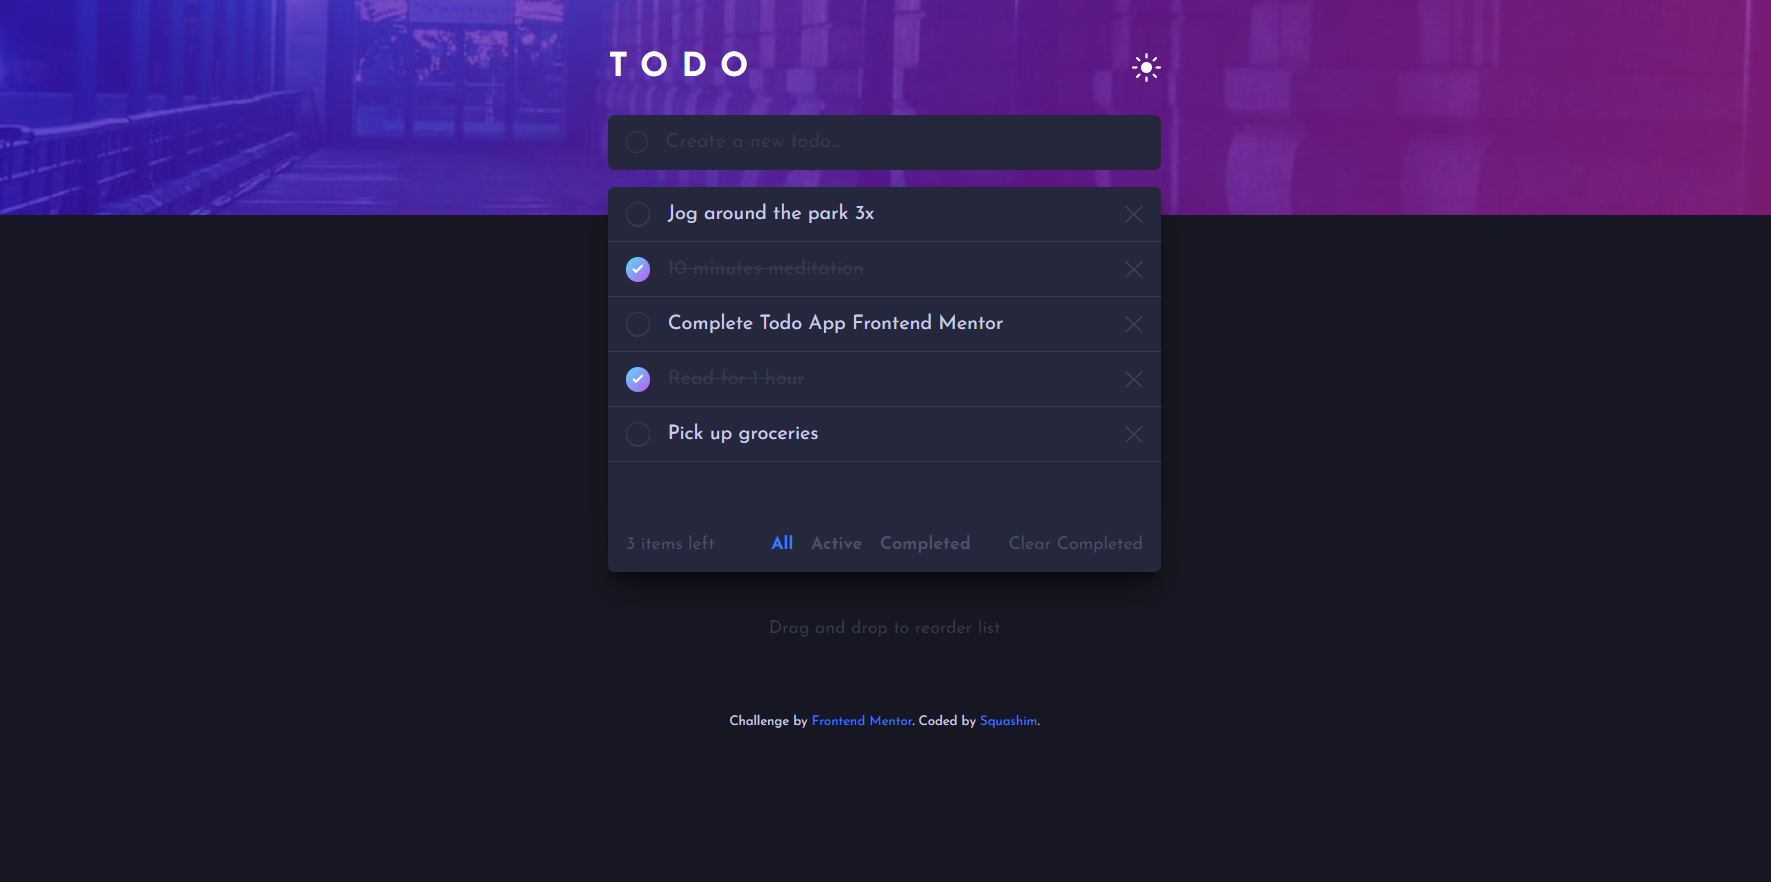 TODO
Create a new todo...
Jog around the park 3x
10 minutes meditation
Complete Todo App Frontend Mentor
Read for 1 hour
Pick up groceries
3 items left All Active Completed Clear Completed
Drag and drop to reorder list
Challenge by Frontend Mentor. Coded by Squashim.